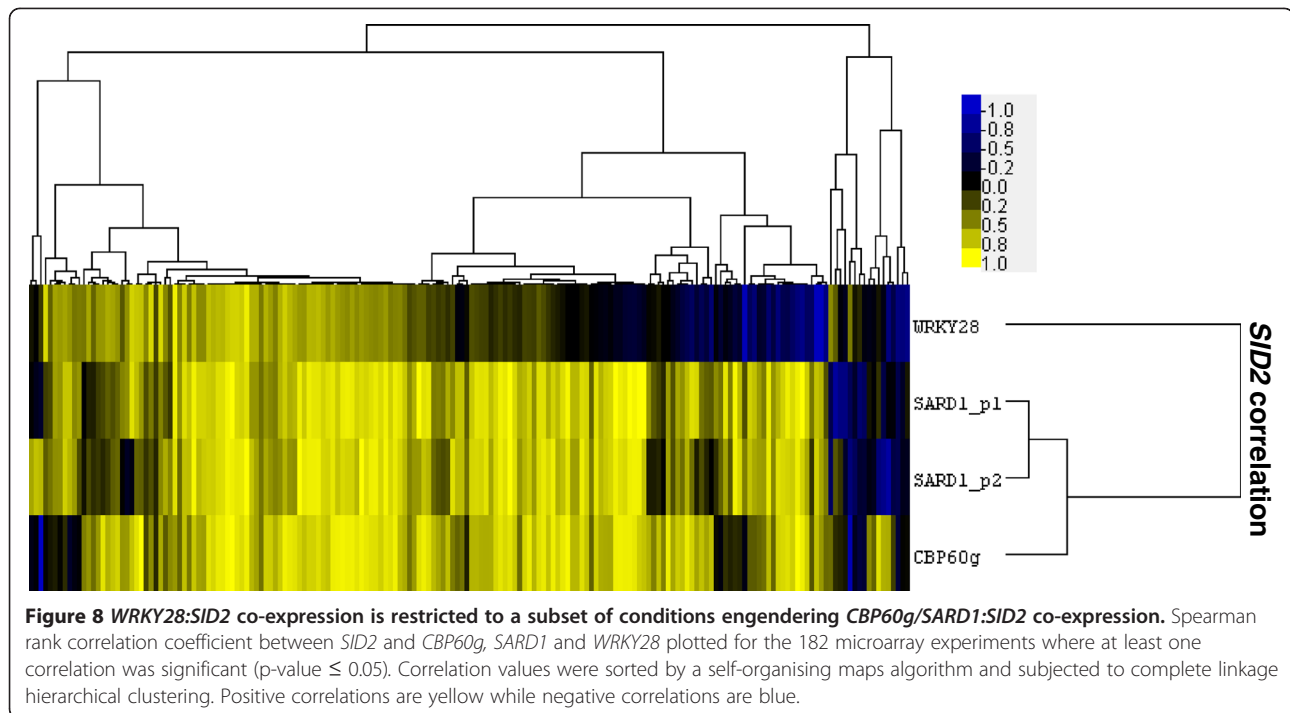 -1.0
-0.8
-0.5
-0.2
0.0
0.2
0.5
0.8
1.0
WRKY28
SARD1_p1
SARD1_p2
CBP60g
SID2 correlation
Figure 8 WRKY28:SID2 co-expression is restricted to a subset of conditions engendering CBP60g/SARD1:SID2 co-expression. Spearman
rank correlation coefficient between SID2 and CBP60g, SARD1 and WRKY28 plotted for the 182 microarray experiments where at least one
correlation was significant (p-value ≤ 0.05). Correlation values were sorted by a self-organising maps algorithm and subjected to complete linkage
hierarchical clustering. Positive correlations are yellow while negative correlations are blue.